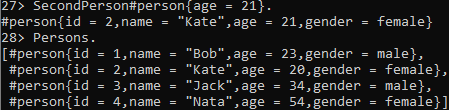 27> SecondPerson#person{age = 21}.
#person{id = 2,name = "Kate",age = 21,gender = female}
28> Persons.
[#person{id = 1,name = "Bob",age = 23,gender = male},
 #person{id = 2,name = "Kate",age = 20,gender = female},
 #person{id = 3,name = "Jack",age = 34,gender = male},
 #person{id = 4,name = "Nata",age = 54,gender = female}]